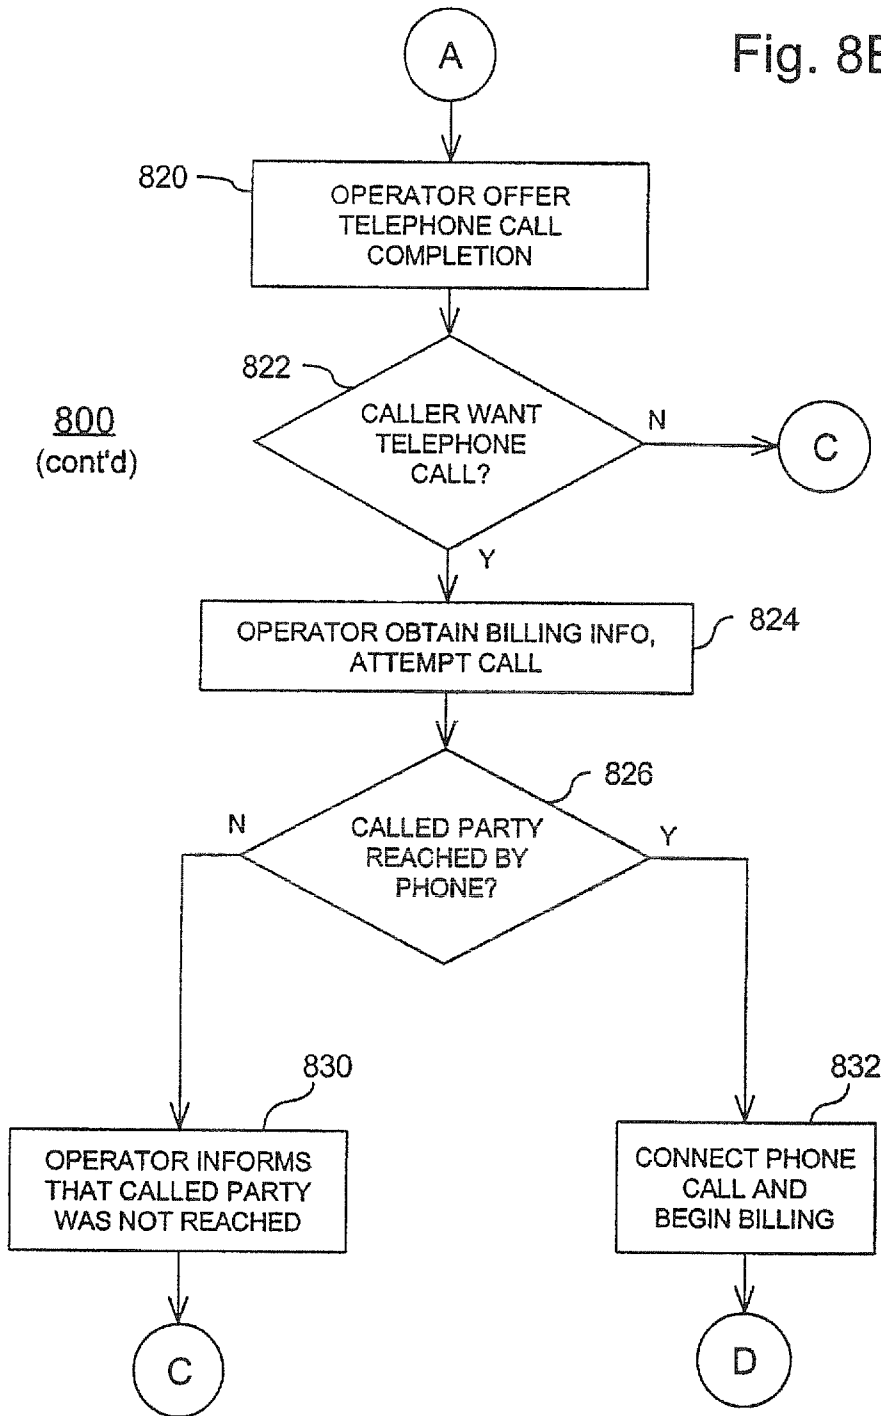 A
Fig. 8B
820
OPERATOR OFFER
TELEPHONE CALL
COMPLETION
822
CALLER WANT
TELEPHONE
CALL?
N
C
800
(cont'd)
Y
824
OPERATOR OBTAIN BILLING INFO,
ATTEMPT CALL
826
CALLED PARTY
REACHED BY
PHONE?
N
Y
830
OPERATOR INFORMS
THAT CALLED PARTY
WAS NOT REACHED
832
CONNECT PHONE
CALL AND
BEGIN BILLING
C
D